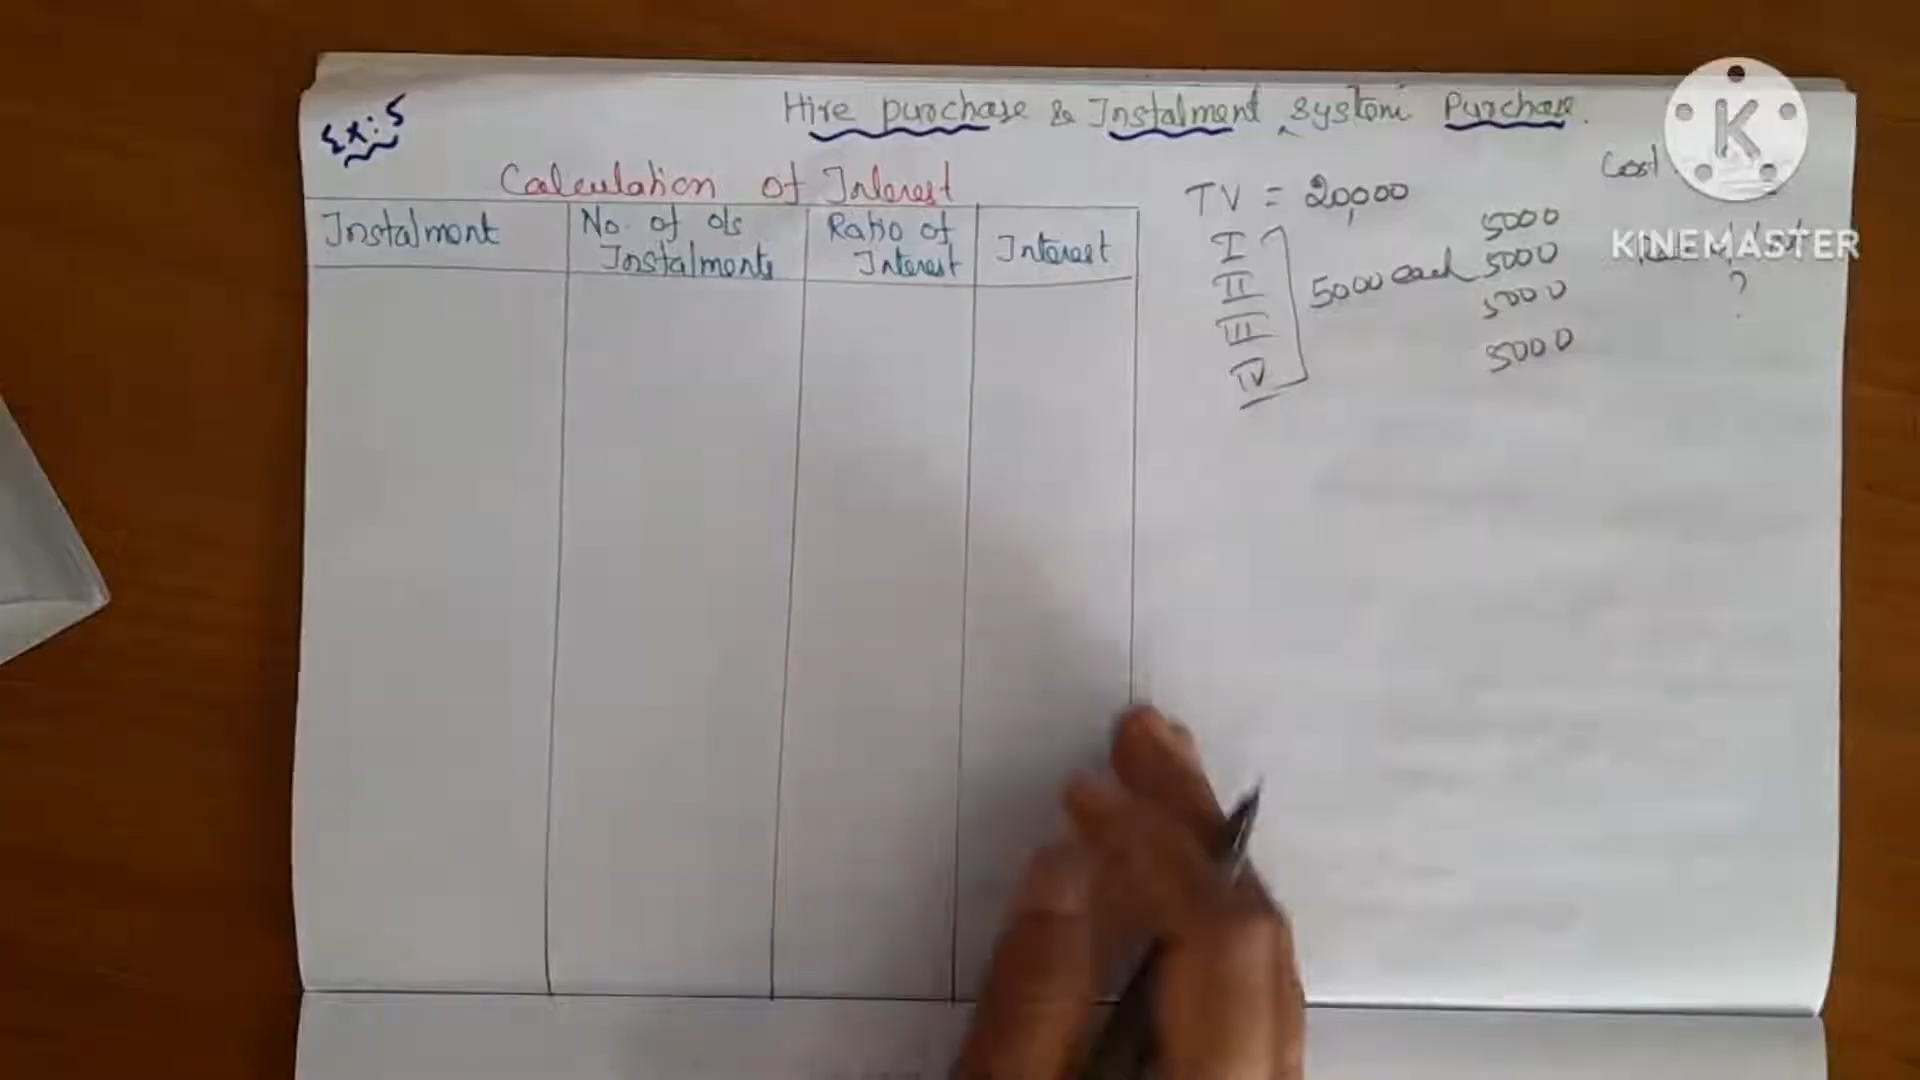 Ex: 5
Hire purchase & Instalment System Purchase.
Calculation of Interest
Instalment
No. of o/s Instalments
Ratio of Interest
Interest
TV = 20,000
I
II
III
IV
5000 each
5000
5000
5000
5000
Cost
?
K
KINEMASTER